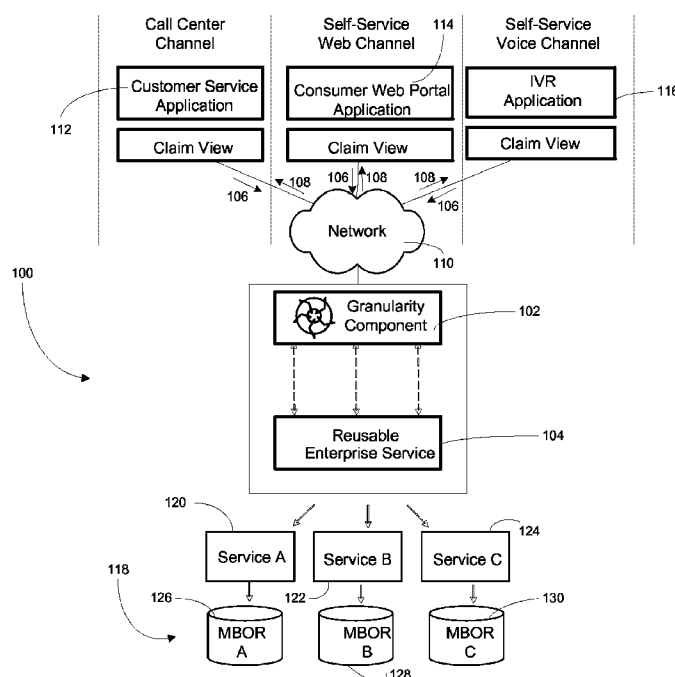 Call Center
Channel
Self-Service
Web Channel
Self-Service
Voice Channel
114
Customer Service
Application
Consumer Web Portal
Application
IVR
Application
112
116
Claim View
Claim View
Claim View
106
108
106
108
108
106
Network
110
100
Granularity
Component
102
Reusable
Enterprise Service
104
120
124
Service A
Service B
Service C
122
118
126
130
MBOR
A
MBOR
B
MBOR
C
128